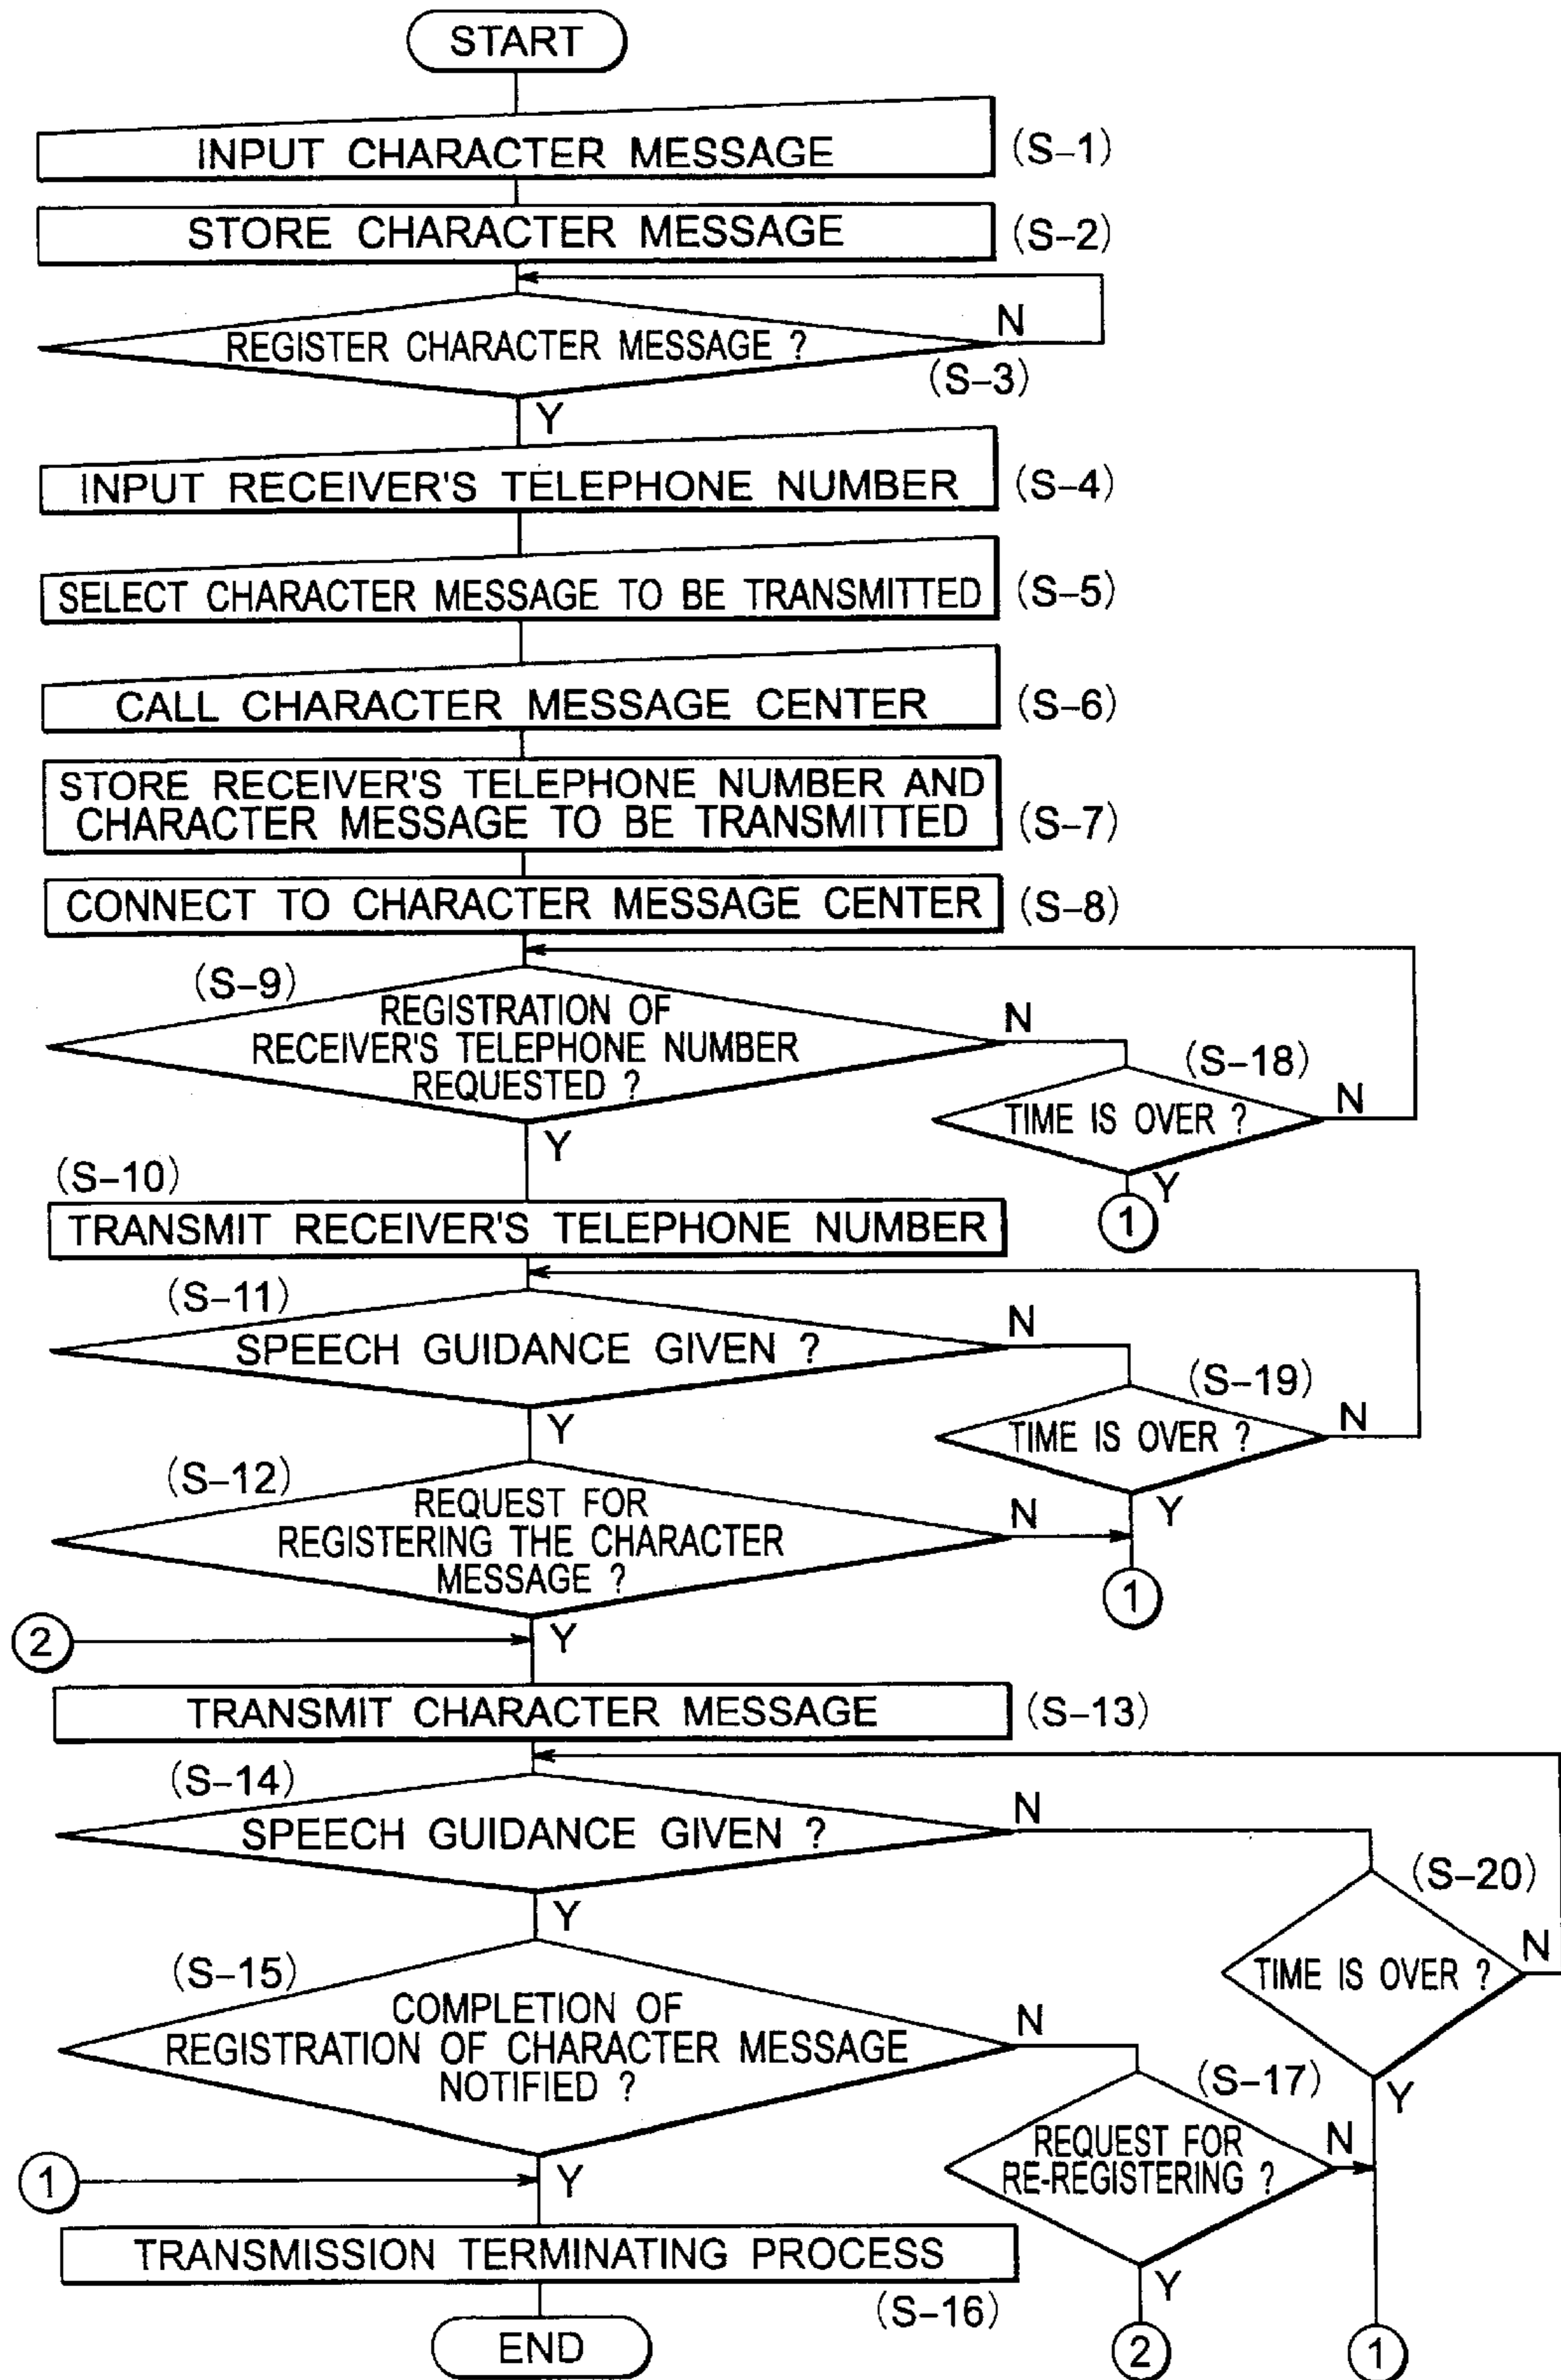 START
INPUT CHARACTER MESSAGE (S-1)
STORE CHARACTER MESSAGE (S-2)
N
REGISTER CHARACTER MESSAGE ?
(S-3)
Y
INPUT RECEIVER'S TELEPHONE NUMBER (S-4)
SELECT CHARACTER MESSAGE TO BE TRANSMITTED (S-5)
CALL CHARACTER MESSAGE CENTER (S-6)
STORE RECEIVER'S TELEPHONE NUMBER AND
CHARACTER MESSAGE TO BE TRANSMITTED (S-7)
CONNECT TO CHARACTER MESSAGE CENTER (S-8)
(S-9)
REGISTRATION OF
RECEIVER'S TELEPHONE NUMBER
REQUESTED ?
N
(S-18)
TIME IS OVER ?
N
Y
Y
1
(S-10)
TRANSMIT RECEIVER'S TELEPHONE NUMBER
(S-11)
SPEECH GUIDANCE GIVEN ?
N
(S-19)
TIME IS OVER ?
N
Y
Y
(S-12)
REQUEST FOR
REGISTERING THE CHARACTER
MESSAGE ?
N
1
2
Y
TRANSMIT CHARACTER MESSAGE (S-13)
(S-14)
SPEECH GUIDANCE GIVEN ?
N
(S-20)
TIME IS OVER ?
N
Y
Y
(S-15)
COMPLETION OF
REGISTRATION OF CHARACTER MESSAGE
NOTIFIED ?
N
(S-17)
REQUEST FOR
RE-REGISTERING ?
N
1
Y
TRANSMISSION TERMINATING PROCESS
(S-16)
Y
END
2
1